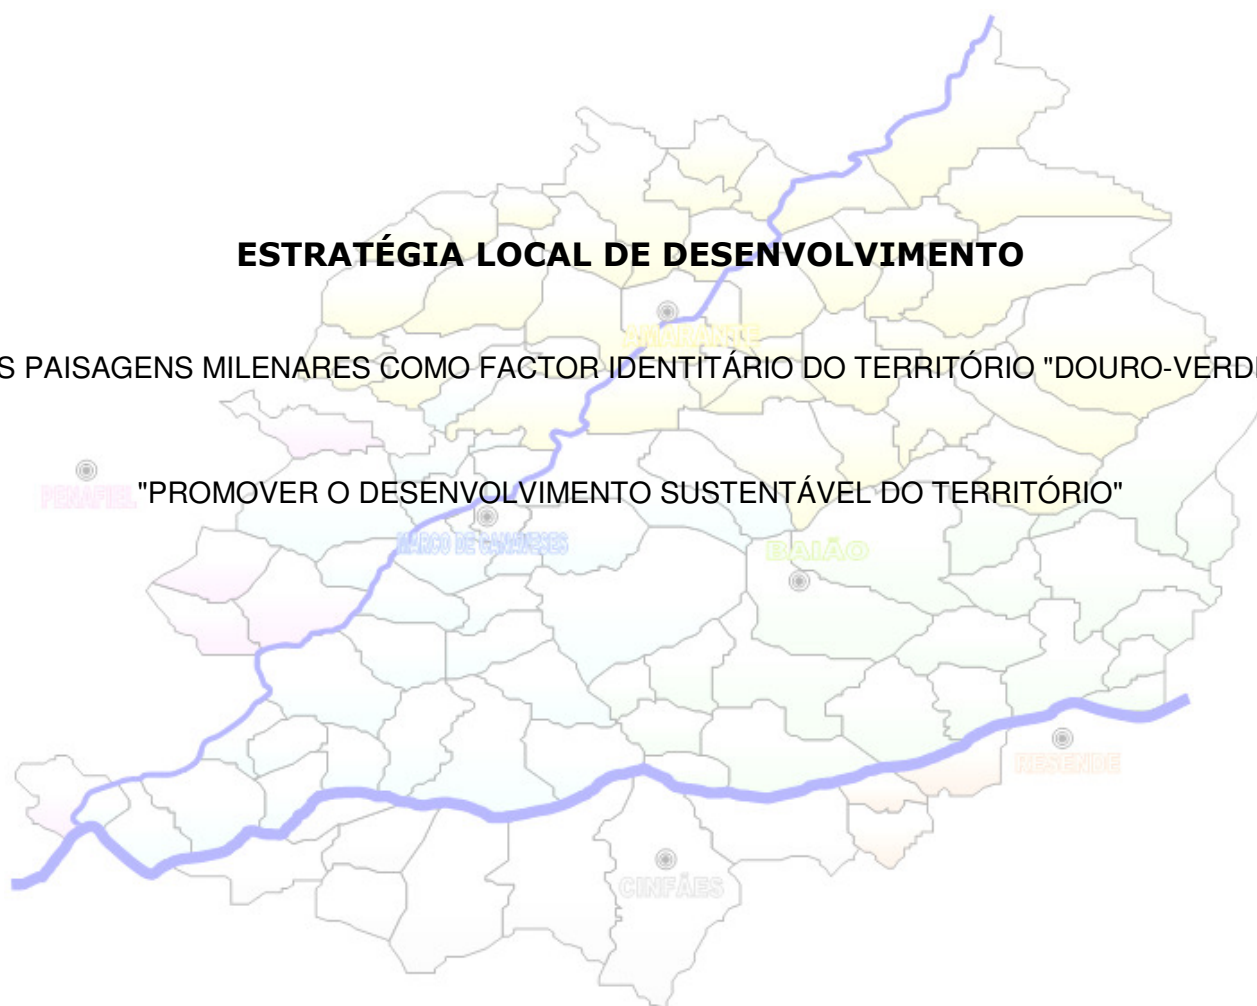 ESTRATÉGIA LOCAL DE DESENVOLVIMENTO
AMARANTE
S PAISAGENS MILENARES COMO FACTOR IDENTITÁRIO DO TERRITÓRIO "DOURO-VERD
PENAFIEL
"PROMOVER O DESENVOLVIMENTO SUSTENTÁVEL DO TERRITÓRIO"
MARCO DE CANAVESES
BAIÃO
RESENDE
CINFÃES